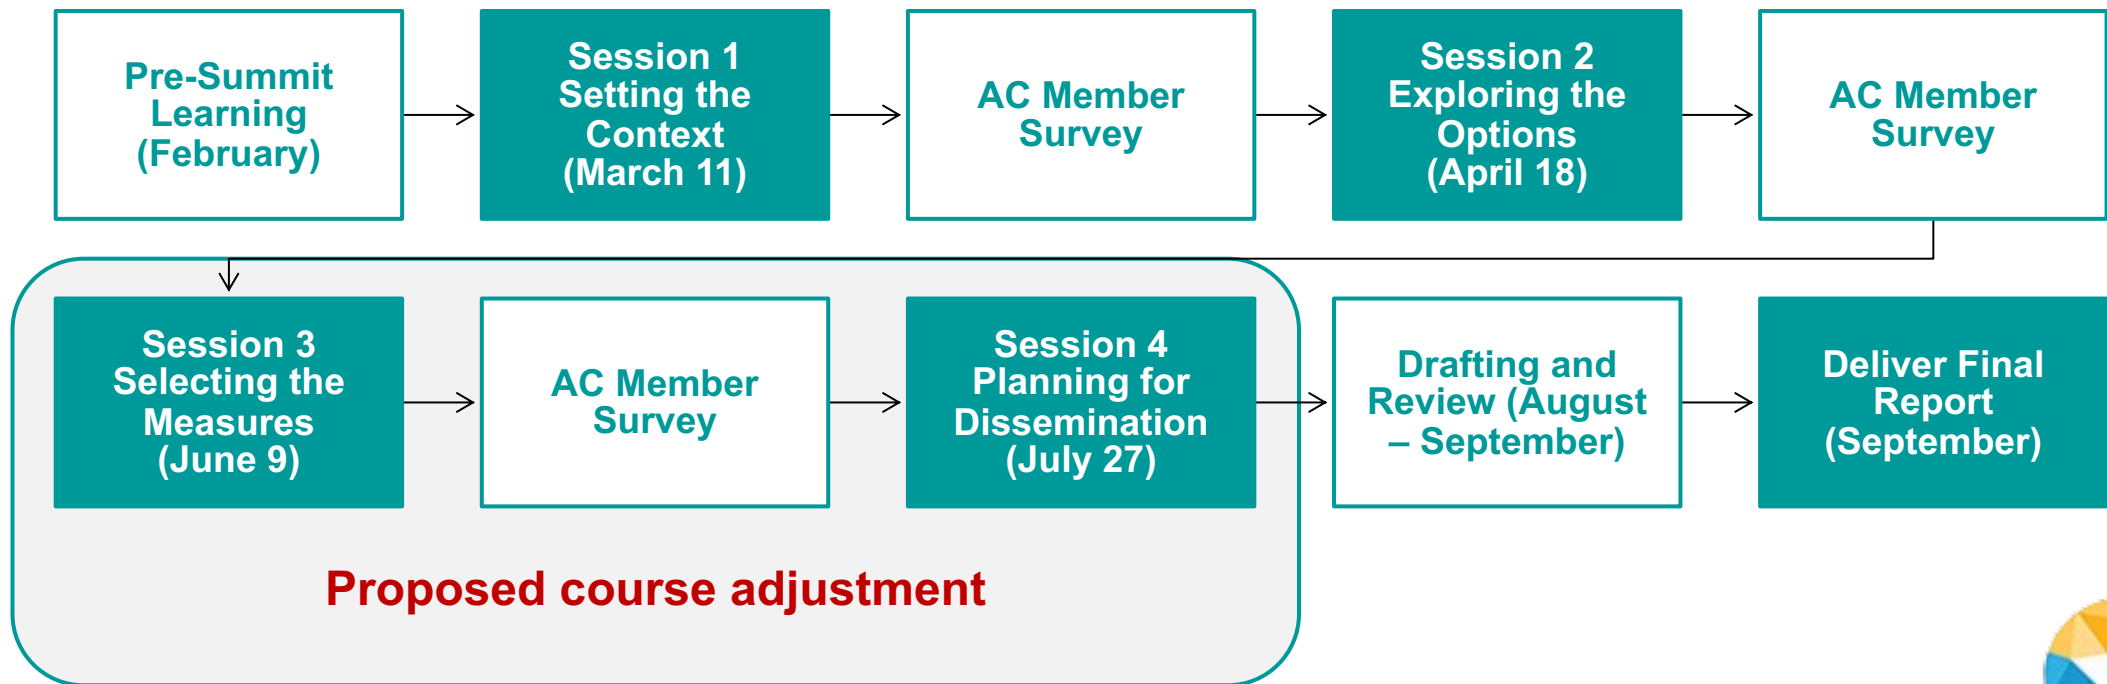 Pre-Summit
Learning
(February)
Session 1
Setting the
Context
(March 11)
AC Member
Survey
Session 2
Exploring the
Options
(April 18)
AC Member
Survey
Session 3
Selecting the
Measures
(June 9)
AC Member
Survey
Session 4
Planning for
Dissemination
(July 27)
Drafting and
Review (August
– September)
Deliver Final
Report
(September)
Proposed course adjustment